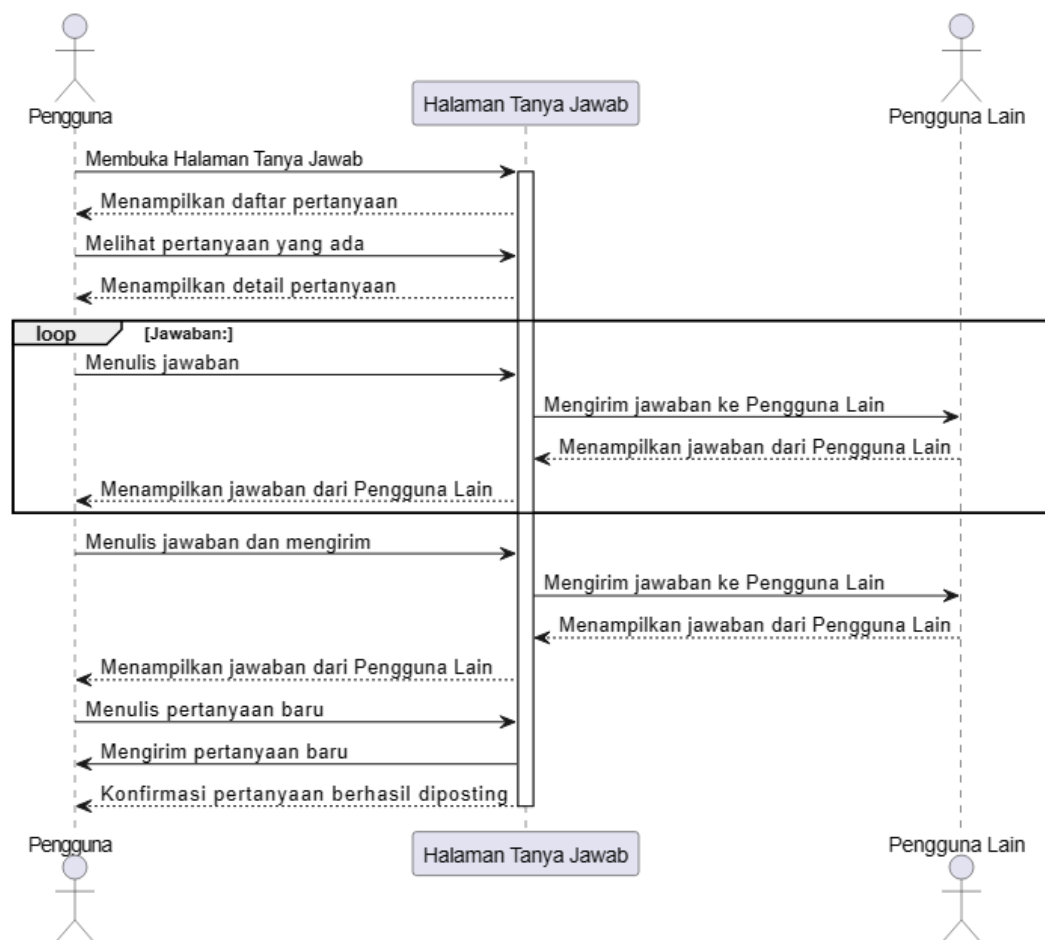 Pengguna
Halaman Tanya Jawab
Pengguna Lain
Membuka Halaman Tanya Jawab
Menampilkan daftar pertanyaan
Melihat pertanyaan yang ada
Menampilkan detail pertanyaan
loop [Jawaban:]
Menulis jawaban
Mengirim jawaban ke Pengguna Lain
Menampilkan jawaban dari Pengguna Lain
Menampilkan jawaban dari Pengguna Lain
Menulis jawaban dan mengirim
Mengirim jawaban ke Pengguna Lain
Menampilkan jawaban dari Pengguna Lain
Menampilkan jawaban dari Pengguna Lain
Menulis pertanyaan baru
Mengirim pertanyaan baru
Konfirmasi pertanyaan berhasil diposting
Pengguna
Halaman Tanya Jawab
Pengguna Lain